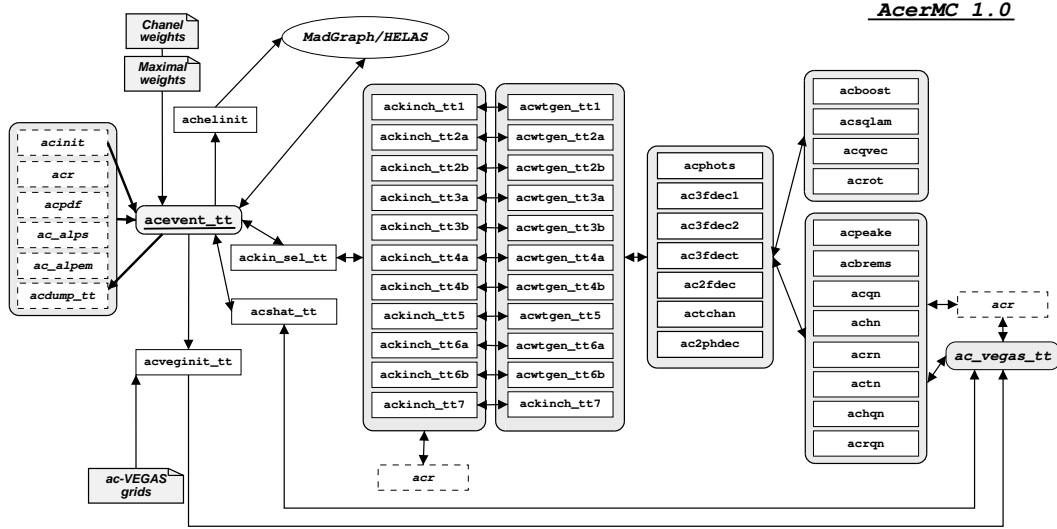 AcerMC 1.0
Chanel
weights
Maximal
weights
MadGraph/HELAS
achelinit
acinit
acr
acpdf
ac_alps
ac_alpem
acdump_tt
acevent_tt
ackin_sel_tt
acshat_tt
acveginit_tt
ac-VEGAS
grids
ackinch_tt1
ackinch_tt2a
ackinch_tt2b
ackinch_tt3a
ackinch_tt3b
ackinch_tt4a
ackinch_tt4b
ackinch_tt5
ackinch_tt6a
ackinch_tt6b
ackinch_tt7
acr
acwtgen_tt1
acwtgen_tt2a
acwtgen_tt2b
acwtgen_tt3a
acwtgen_tt3b
acwtgen_tt4a
acwtgen_tt4b
acwtgen_tt5
acwtgen_tt6a
acwtgen_tt6b
ackinch_tt7
acphots
ac3fdec1
ac3fdec2
ac3fdect
ac2fdec
actchan
ac2phdec
acboost
acsqlam
acqvec
acrot
acpeake
acbrems
acqn
achn
acrn
actn
achqn
acrqn
acr
ac_vegas_tt